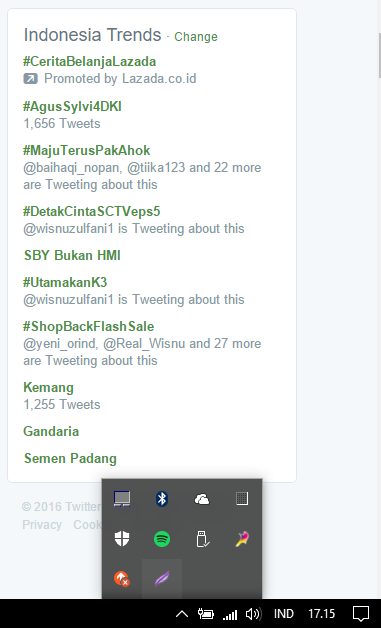 Indonesia Trends · Change
#CeritaBelanjaLazada
Promoted by Lazada.co.id
#AgusSylvi4DKI
1,656 Tweets
#MajuTerusPakAhok
@baihaqi_nopan, @tiika123 and 22 more
are Tweeting about this
#DetakCintaSCTVeps5
@wisnuzulfani1 is Tweeting about this
SBY Bukan HMI
#UtamakanK3
@wisnuzulfani1 is Tweeting about this
#ShopBackFlashSale
@yeni_orind, @Real_Wisnu and 27 more
are Tweeting about this
Kemang
1,255 Tweets
Gandaria
Semen Padang
© 2016 Twitter
Privacy Cook
IND 17.15